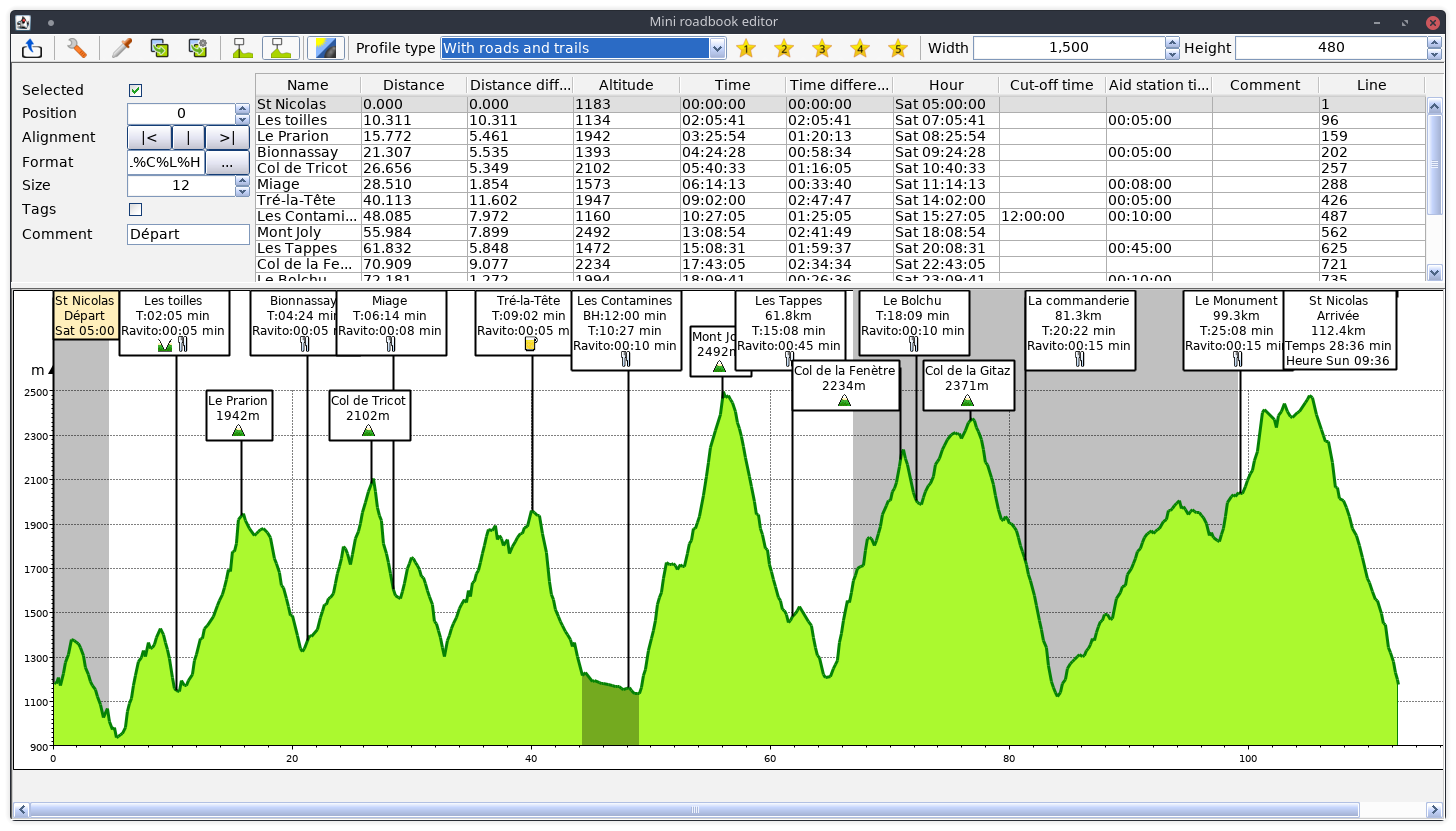 Mini roadbook editor
Profile type With roads and trails 1 2 3 4 5 Width 1,500 Height 480
Selected
Position 0
Alignment |< | >|
Format .%C%L%H ...
Size 12
Tags
Comment Départ
Name Distance Distance diff... Altitude Time Time differe... Hour Cut-off time Aid station ti... Comment Line
St Nicolas 0.000 0.000 1183 00:00:00 00:00:00 Sat 05:00:00 1
Les toilles 10.311 10.311 1134 02:05:41 02:05:41 Sat 07:05:41 00:05:00 96
Le Prarion 15.772 5.461 1942 03:25:54 01:20:13 Sat 08:25:54 159
Bionnassay 21.307 5.535 1393 04:24:28 00:58:34 Sat 09:24:28 00:05:00 202
Col de Tricot 26.656 5.349 2102 05:40:33 01:16:05 Sat 10:40:33 257
Miage 28.510 1.854 1573 06:14:13 00:33:40 Sat 11:14:13 00:08:00 288
Tré-la-Tête 40.113 11.602 1947 09:02:00 02:47:47 Sat 14:02:00 00:05:00 426
Les Contami... 48.085 7.972 1160 10:27:05 01:25:05 Sat 15:27:05 12:00:00 00:10:00 487
Mont Joly 55.984 7.899 2492 13:08:54 02:41:49 Sat 18:08:54 562
Les Tappes 61.832 5.848 1472 15:08:31 01:59:37 Sat 20:08:31 00:45:00 625
Col de la Fe... 70.909 9.077 2234 17:43:05 02:34:34 Sat 22:43:05 721
Le Bolchu 72.181 1.272 1994 18:09:41 00:26:36 Sat 23:09:41 00:10:00 735
St Nicolas
Départ
Sat 05:00
Les toilles
T:02:05 min
Ravito:00:05 min
Le Prarion
1942m
Bionnassay
T:04:24 min
Ravito:00:05
Col de Tricot
2102m
Miage
T:06:14 min
Ravito:00:08 min
Tré-la-Tête
T:09:02 min
Ravito:00:05 m
Les Contamines
BH:12:00 min
T:10:27 min
Ravito:00:10 min
Mont Jo
2492m
Les Tappes
61.8km
T:15:08 min
Ravito:00:45 min
Col de la Fenètre
2234m
Le Bolchu
T:18:09 min
Ravito:00:10 min
Col de la Gitaz
2371m
La commanderie
81.3km
T:20:22 min
Ravito:00:15 min
Le Monument
99.3km
T:25:08 min
Ravito:00:15 min
St Nicolas
Arrivée
112.4km
Temps 28:36 min
Heure Sun 09:36
m
2500
2300
2100
1900
1700
1500
1300
1100
900
0 20 40 60 80 100